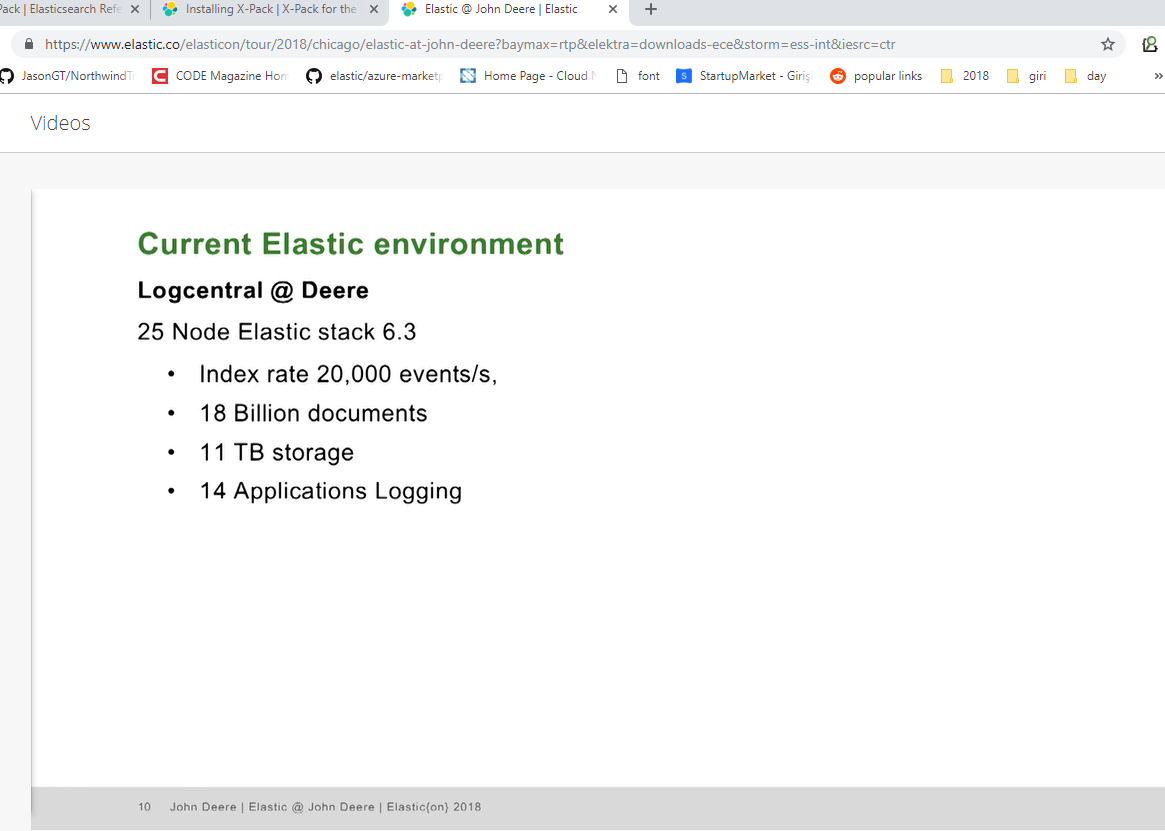 Pack | Elasticsearch Refe
Installing X-Pack | X-Pack for the
Elastic @ John Deere | Elastic
https://www.elastic.co/elasticon/tour/2018/chicago/elastic-at-john-deere?baymax=rtp&elektra=downloads-ece&storm=ess-int&iesrc=ctr
JasonGT/NorthwindT
CODE Magazine Hom
elastic/azure-marketp
Home Page - Cloud N
font
S
StartupMarket - Giris
popular links
2018
giri
day
»
Videos
Current Elastic environment
Logcentral @ Deere
25 Node Elastic stack 6.3
• Index rate 20,000 events/s,
• 18 Billion documents
• 11 TB storage
• 14 Applications Logging
10 John Deere | Elastic @ John Deere | Elastic{on} 2018